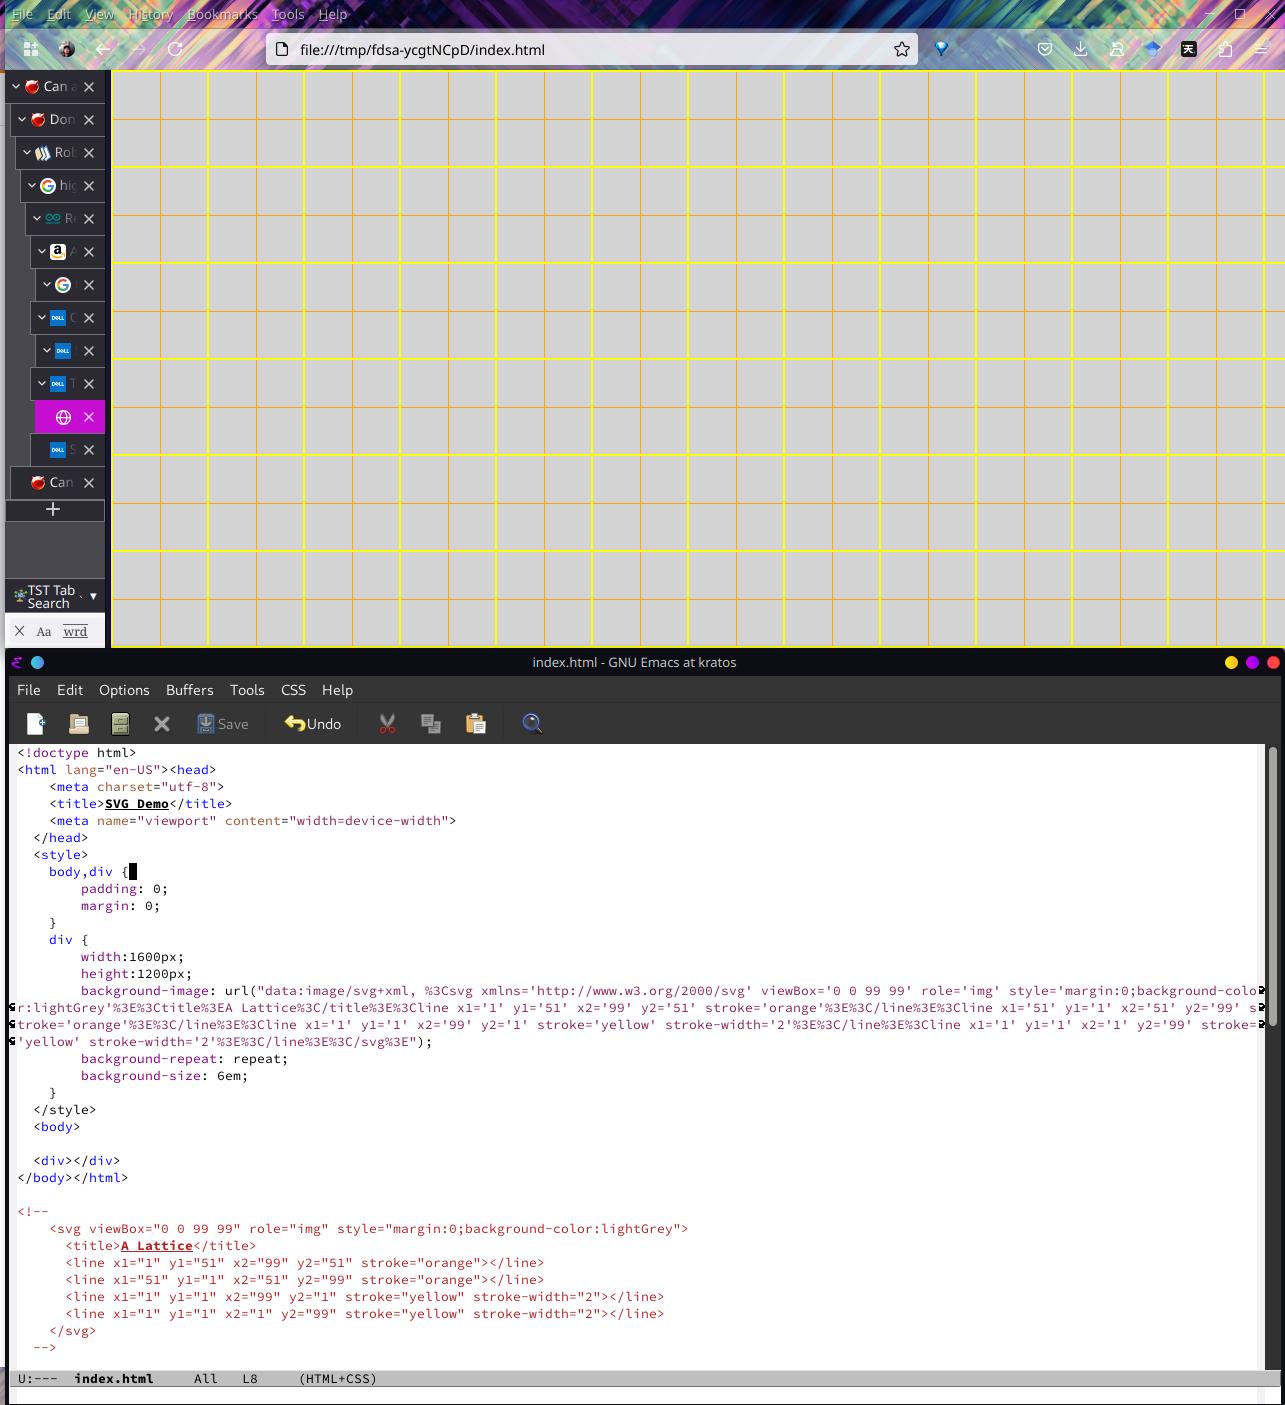 File Edit View History Bookmarks Tools Help
file:///tmp/fdsa-ycgtNCpD/index.html
Can a
Don
Rob
hig
R
A
DELL C
DELL
DELL T
DELL S
Can
TST Tab
Search
Aa wrd
index.html - GNU Emacs at kratos
File Edit Options Buffers Tools CSS Help
Save Undo
<!doctype html>
<html lang="en-US"><head>
    <meta charset="utf-8">
    <title>SVG Demo</title>
    <meta name="viewport" content="width=device-width">
  </head>
  <style>
    body,div {
        padding: 0;
        margin: 0;
    }
    div {
        width:1600px;
        height:1200px;
        background-image: url("data:image/svg+xml, %3Csvg xmlns='http://www.w3.org/2000/svg' viewBox='0 0 99 99' role='img' style='margin:0;background-colo
r:lightGrey'%3E%3Ctitle%3EA Lattice%3C/title%3E%3Cline x1='1' y1='51' x2='99' y2='51' stroke='orange'%3E%3C/line%3E%3Cline x1='51' y1='1' x2='51' y2='99' s
troke='orange'%3E%3C/line%3E%3Cline x1='1' y1='1' x2='99' y2='1' stroke='yellow' stroke-width='2'%3E%3C/line%3E%3Cline x1='1' y1='1' x2='1' y2='99' stroke=
'yellow' stroke-width='2'%3E%3C/line%3E%3C/svg%3E");
        background-repeat: repeat;
        background-size: 6em;
    }
  </style>
  <body>
  <div></div>
</body></html>
<!--
    <svg viewBox="0 0 99 99" role="img" style="margin:0;background-color:lightGrey">
      <title>A Lattice</title>
      <line x1="1" y1="51" x2="99" y2="51" stroke="orange"></line>
      <line x1="51" y1="1" x2="51" y2="99" stroke="orange"></line>
      <line x1="1" y1="1" x2="99" y2="1" stroke="yellow" stroke-width="2"></line>
      <line x1="1" y1="1" x2="1" y2="99" stroke="yellow" stroke-width="2"></line>
    </svg>
  -->
U:--- index.html All L8 (HTML+CSS)